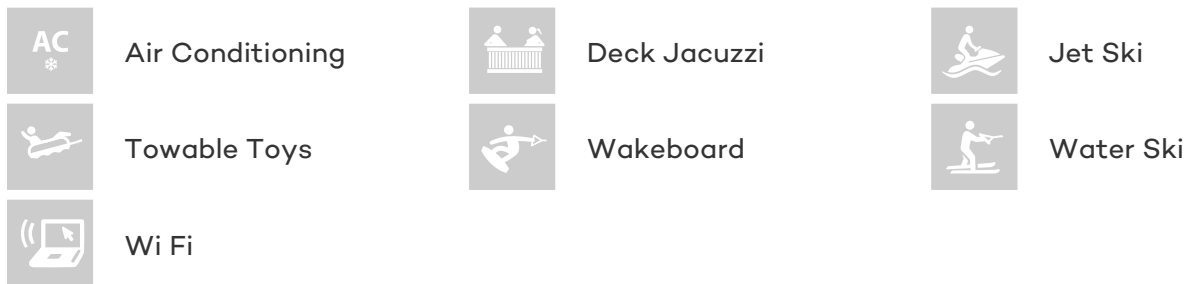 AC
Air Conditioning
Deck Jacuzzi
Jet Ski
Towable Toys
Wakeboard
Water Ski
Wi Fi